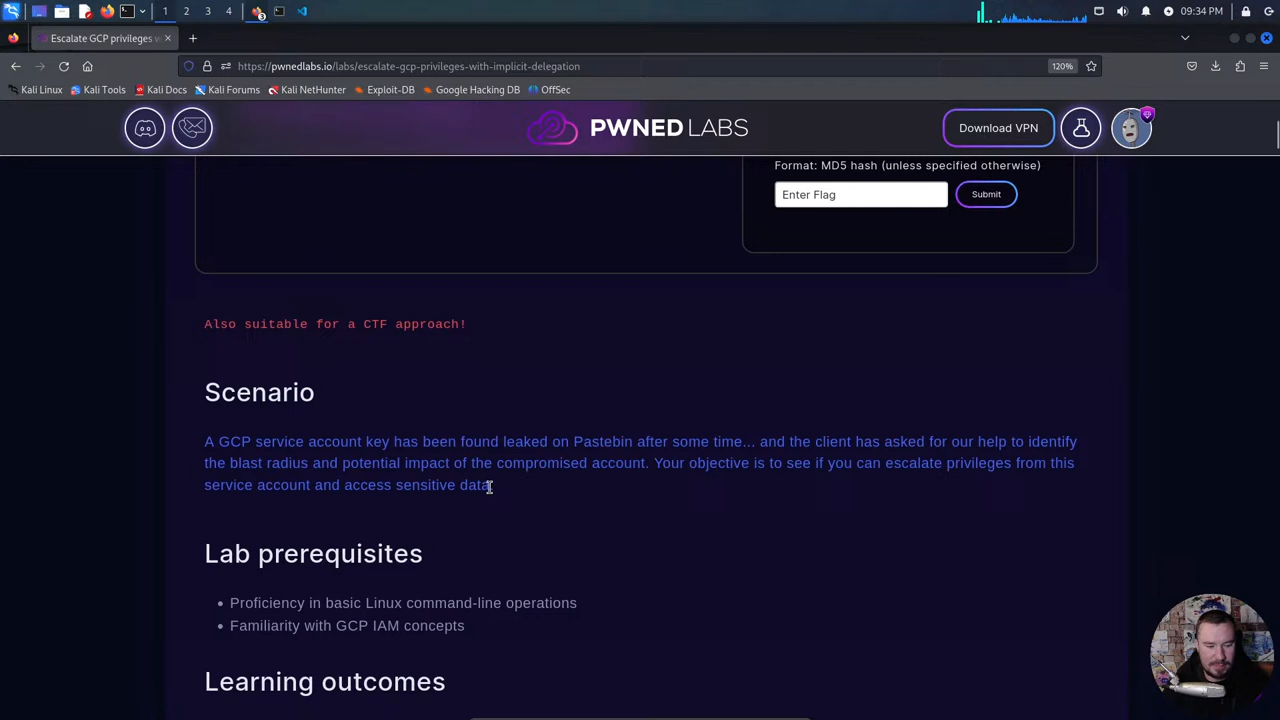 1 2 3 4 09:34 PM
Escalate GCP privileges w
https://pwnedlabs.io/labs/escalate-gcp-privileges-with-implicit-delegation 120%
Kali Linux Kali Tools Kali Docs Kali Forums Kali NetHunter Exploit-DB Google Hacking DB OffSec
PWNED LABS Download VPN
Format: MD5 hash (unless specified otherwise)
Enter Flag Submit
Also suitable for a CTF approach!
Scenario
A GCP service account key has been found leaked on Pastebin after some time... and the client has asked for our help to identify
the blast radius and potential impact of the compromised account. Your objective is to see if you can escalate privileges from this
service account and access sensitive data
Lab prerequisites
Proficiency in basic Linux command-line operations
Familiarity with GCP IAM concepts
Learning outcomes